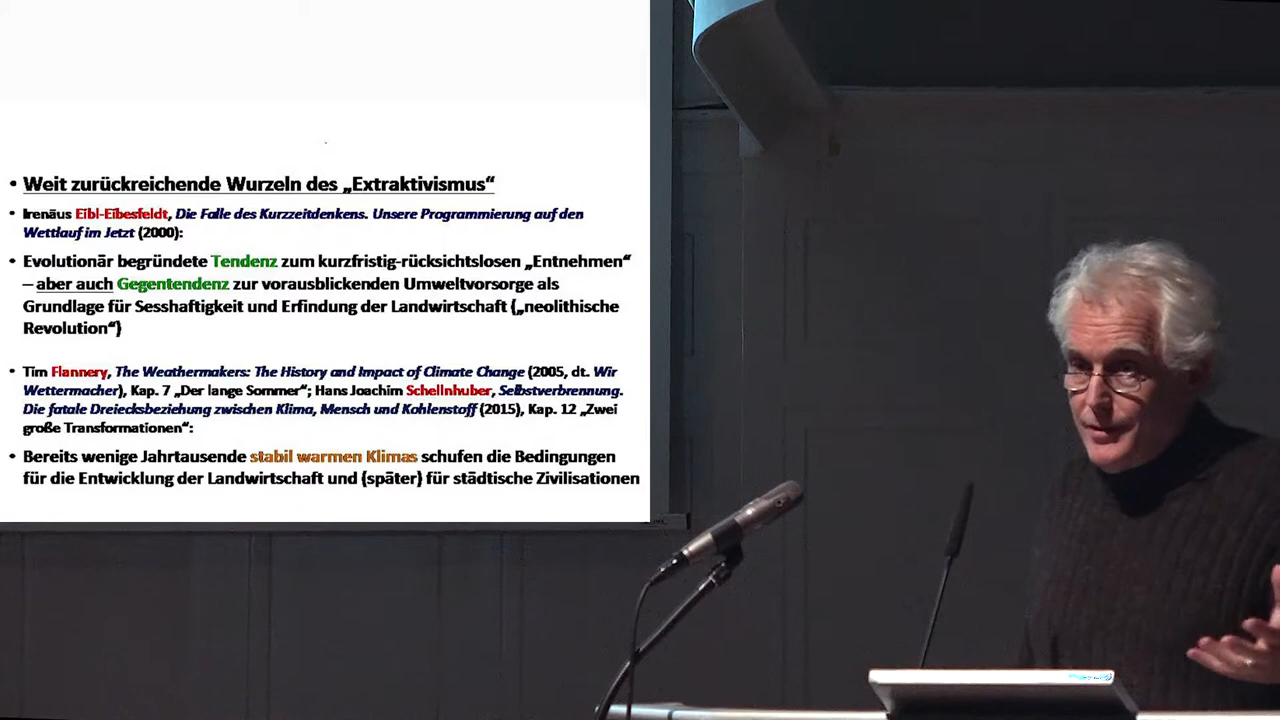 • Weit zurückreichende Wurzeln des „Extraktivismus“
• Irenäus Eibl-Eibesfeldt, Die Falle des Kurzzeitdenkens. Unsere Programmierung auf den
Wettlauf im Jetzt (2000):
• Evolutionär begründete Tendenz zum kurzfristig-rücksichtslosen „Entnehmen“
– aber auch Gegentendenz zur vorausblickenden Umweltvorsorge als
Grundlage für Sesshaftigkeit und Erfindung der Landwirtschaft („neolithische
Revolution“)
• Tim Flannery, The Weathermakers: The History and Impact of Climate Change (2005, dt. Wir
Wettermacher), Kap. 7 „Der lange Sommer“; Hans Joachim Schellnhuber, Selbstverbrennung.
Die fatale Dreiecksbeziehung zwischen Klima, Mensch und Kohlenstoff (2015), Kap. 12 „Zwei
große Transformationen“:
• Bereits wenige Jahrtausende stabil warmen Klimas schufen die Bedingungen
für die Entwicklung der Landwirtschaft und (später) für städtische Zivilisationen